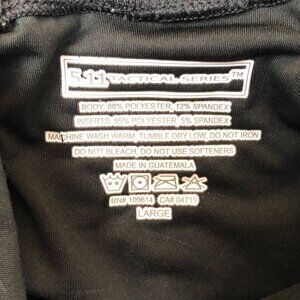 5.11 TACTICAL SERIES™
BODY: 88% POLYESTER, 12% SPANDEX
INSERTS: 95% POLYESTER, 5% SPANDEX
MACHINE WASH WARM, TUMBLE DRY LOW, DO NOT IRON
DO NOT BLEACH, DO NOT USE SOFTENERS
MADE IN GUATEMALA
RN# 109614 CA# 04719
LARGE